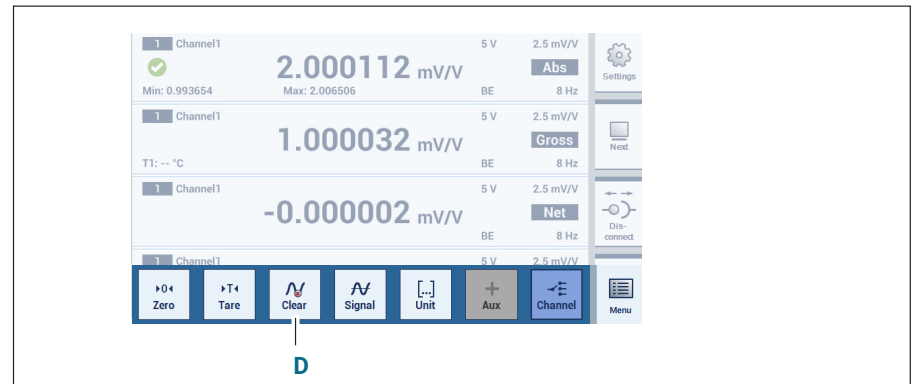 1 Channel1 5 V 2.5 mV/V
2.000112 mV/V Abs
Min: 0.993654 Max: 2.006506 BE 8 Hz
1 Channel1 5 V 2.5 mV/V
1.000032 mV/V Gross
T1: -- °C BE 8 Hz
1 Channel1 5 V 2.5 mV/V
-0.000002 mV/V Net
BE 8 Hz
1 Channel1 5 V 2.5 mV/V
Settings
Next
Dis-
connect
▸0◂ ▸T◂ [...] +
Zero Tare Clear Signal Unit Aux Channel Menu
D